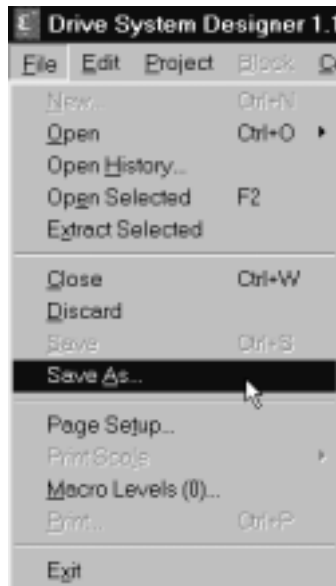 Drive System Designer 1.1
File Edit Project Block
New... Ctrl+N
Open Ctrl+O
Open History...
Open Selected F2
Extract Selected
Close Ctrl+W
Discard
Save Ctrl+S
Save As...
Page Setup...
Print Scale
Macro Levels (0)...
Print... Ctrl+P
Exit